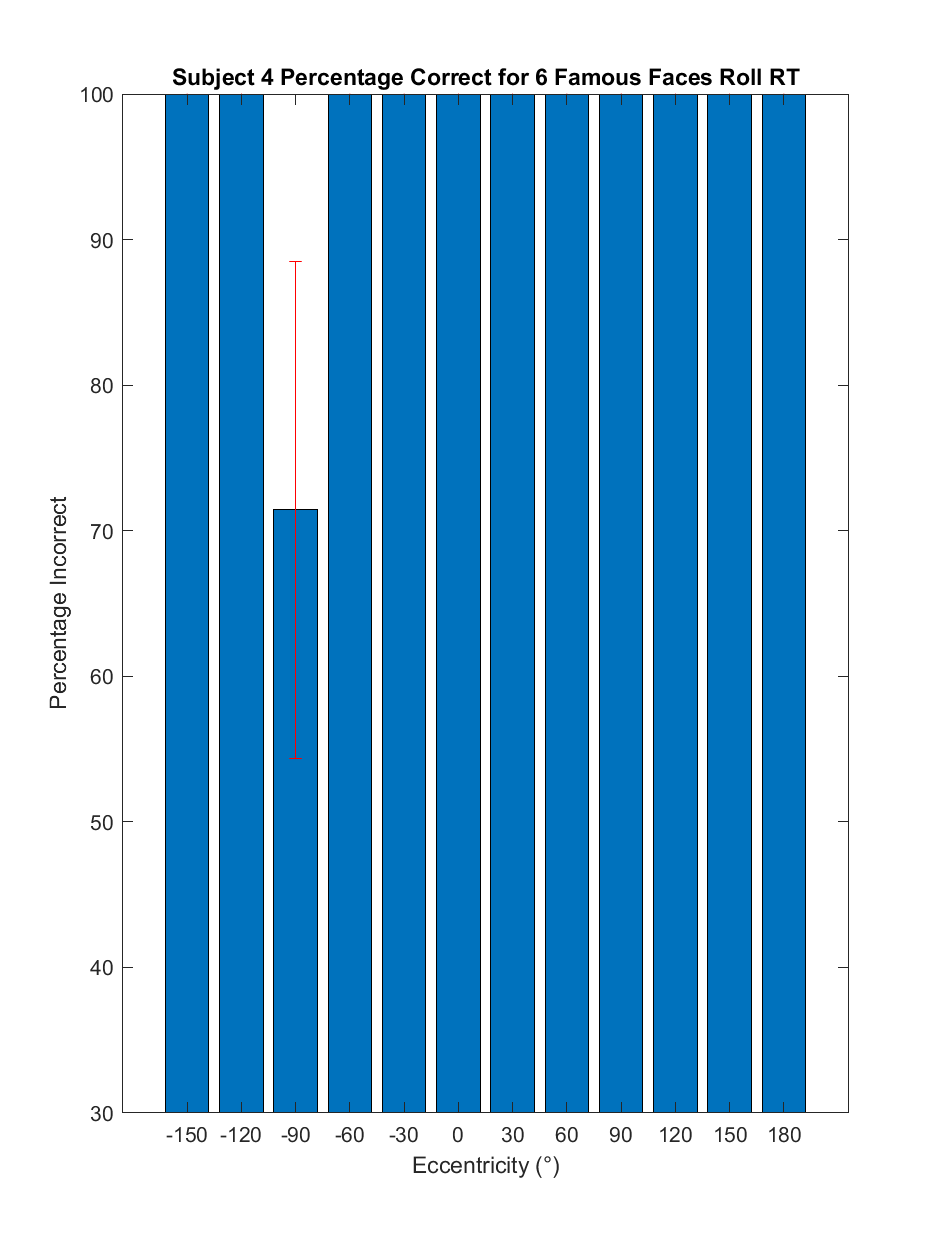 Subject 4 Percentage Correct for 6 Famous Faces Roll RT
100
90
80
70
60
50
40
30
Percentage Incorrect
-150 -120 -90 -60 -30 0 30 60 90 120 150 180
Eccentricity (°)